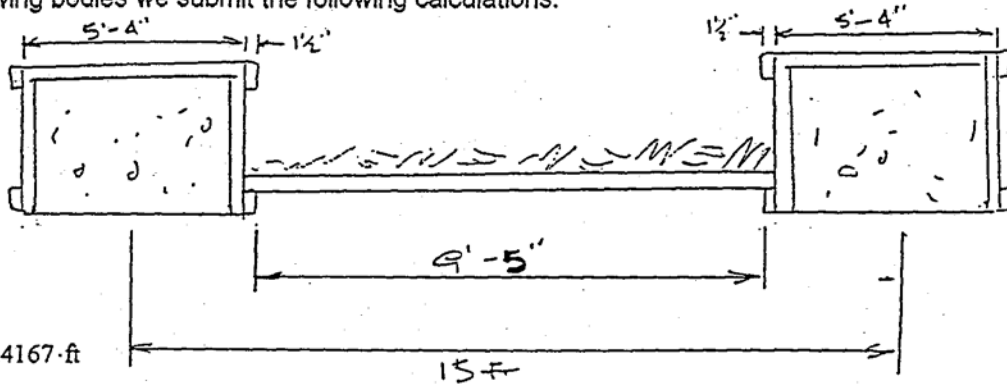 wing bodies we submit the following calculations:
5'-4" 1½" 1½" 5'-4"
9'-5"
4167·ft
15 Ft